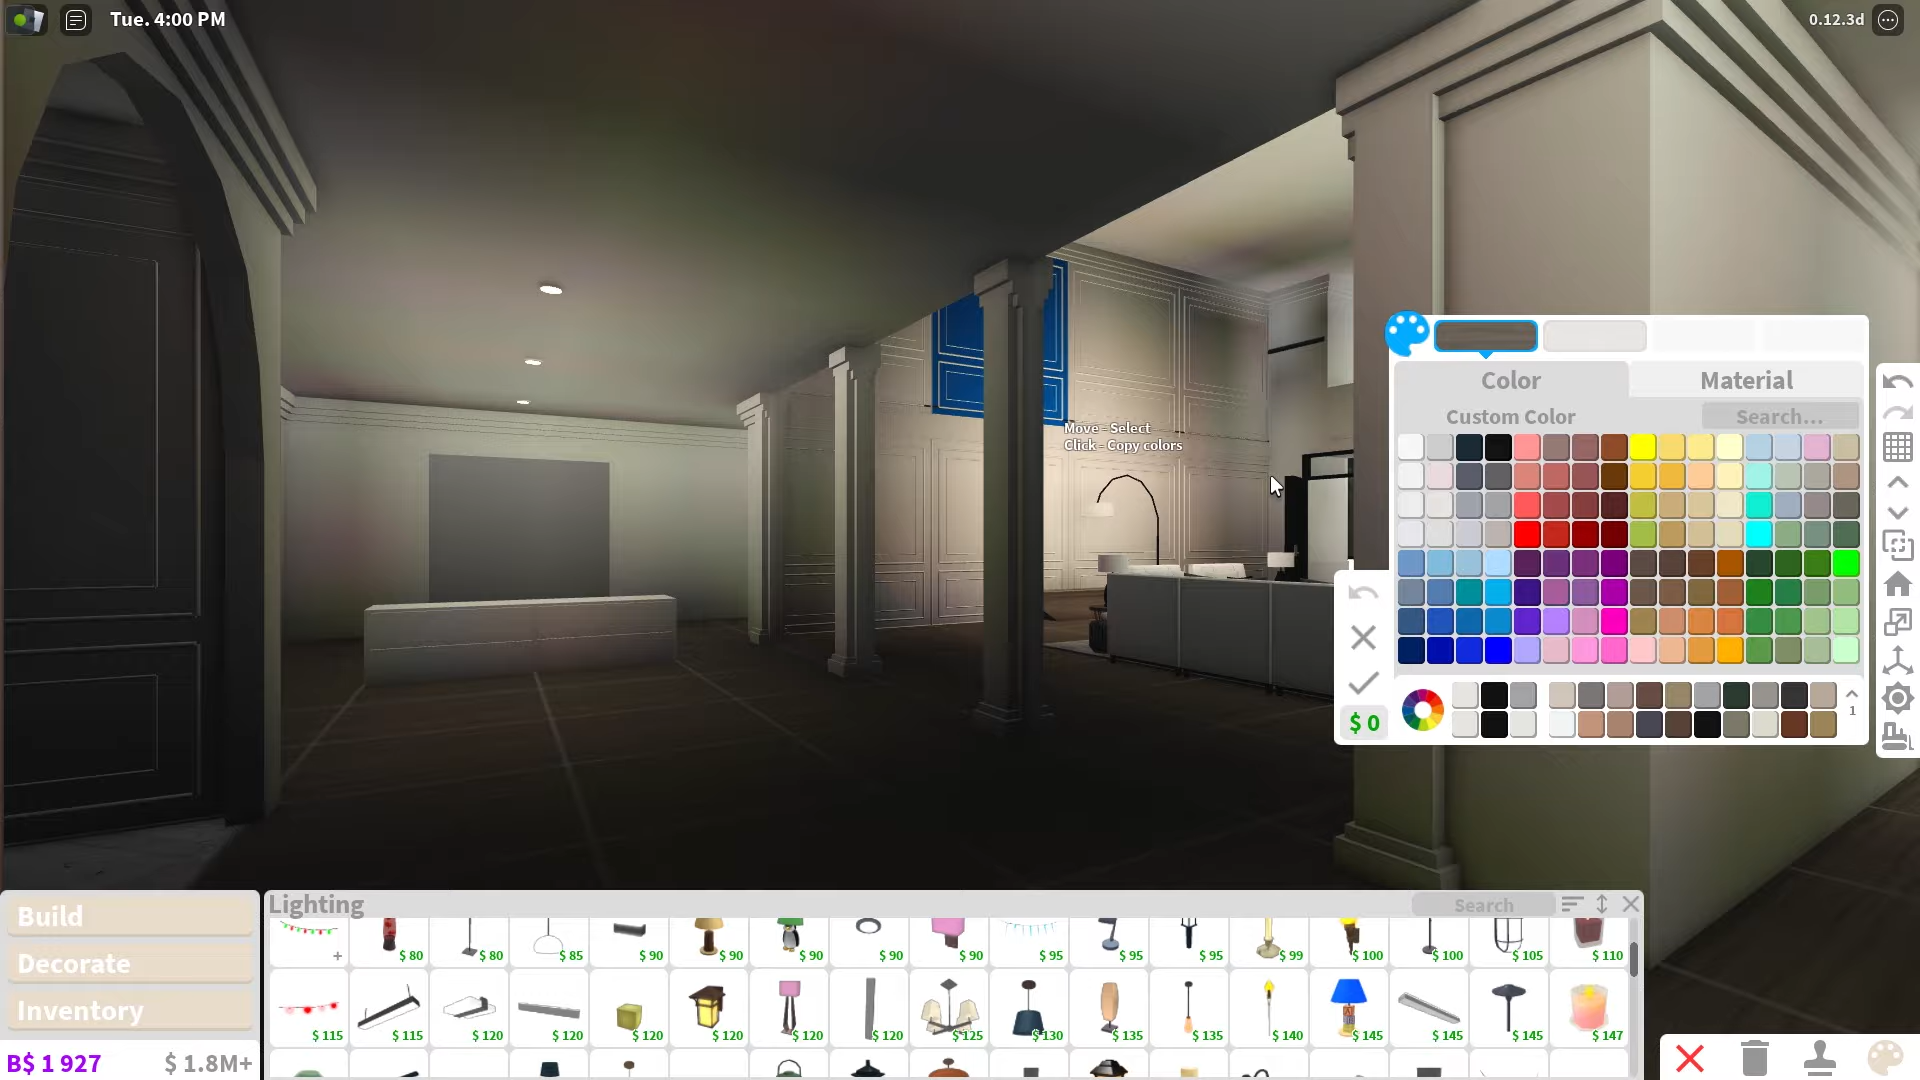 Tue. 4:00 PM
0.12.3d
Move - Select
Click - Copy colors
Color
Material
Custom Color
Search...
$ 0
1
Build
Decorate
Inventory
B$ 1 927
$ 1.8M+
Lighting
Search
+
$ 80
$ 80
$ 85
$ 90
$ 90
$ 90
$ 90
$ 90
$ 95
$ 95
$ 95
$ 99
$ 100
$ 100
$ 105
$ 110
$ 115
$ 115
$ 120
$ 120
$ 120
$ 120
$ 120
$ 120
$ 125
$ 130
$ 135
$ 135
$ 140
$ 145
$ 145
$ 145
$ 147